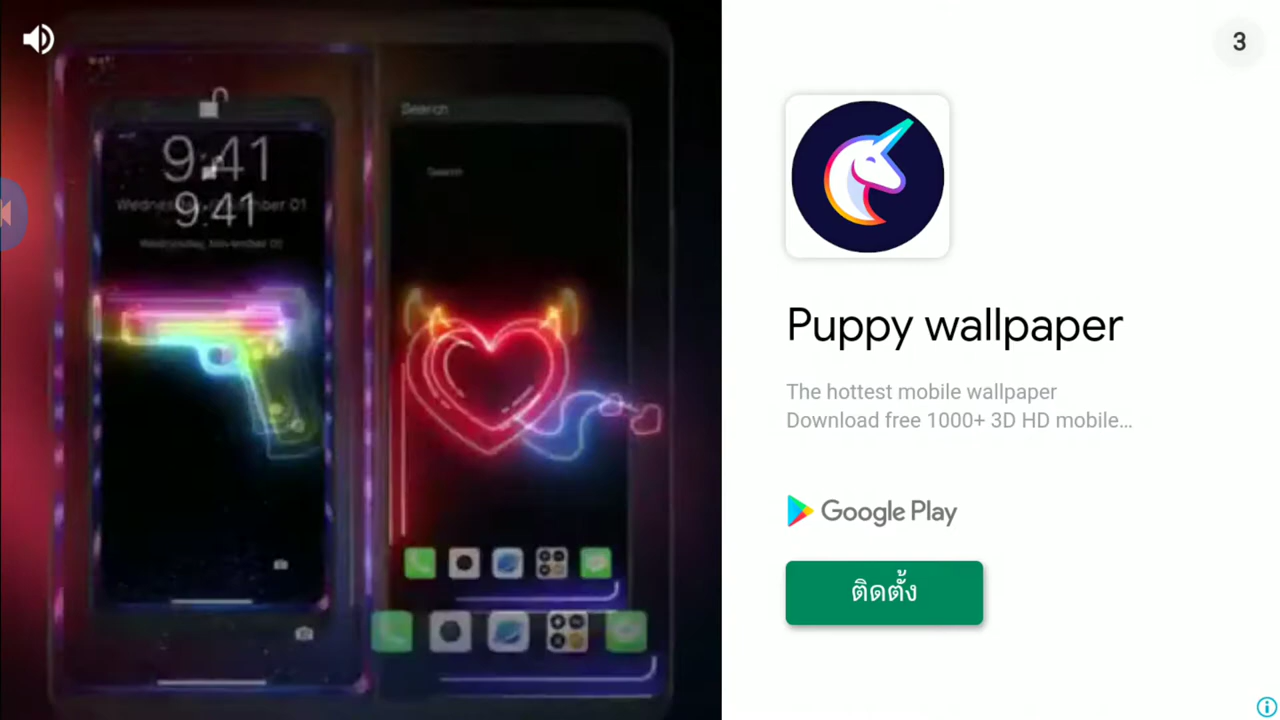 3
Search
9:41
Search
9:41
Puppy wallpaper
The hottest mobile wallpaper
Download free 1000+ 3D HD mobile…
Google Play
ติดตั้ง